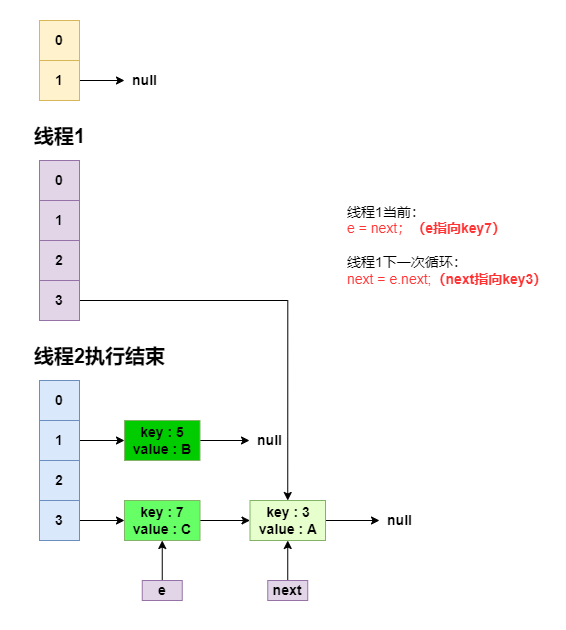 0
1
null
线程1
0
1
2
3
线程1当前：
e = next；（e指向key7）
线程1下一次循环：
next = e.next;（next指向key3）
线程2执行结束
0
1
2
3
key : 5
value : B
null
key : 7
value : C
key : 3
value : A
null
e
next